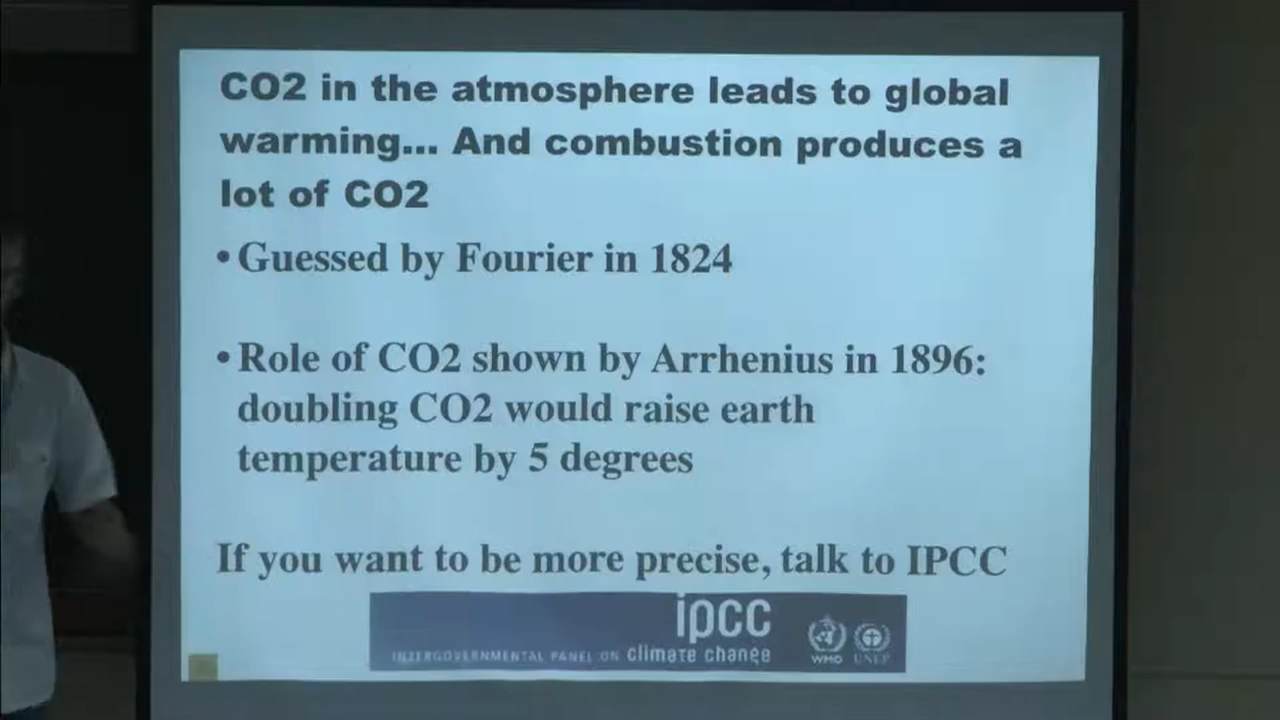 CO2 in the atmosphere leads to global
warming... And combustion produces a
lot of CO2
• Guessed by Fourier in 1824
• Role of CO2 shown by Arrhenius in 1896:
doubling CO2 would raise earth
temperature by 5 degrees
If you want to be more precise, talk to IPCC
ipcc
INTERGOVERNMENTAL PANEL ON climate change
WMO UNEP